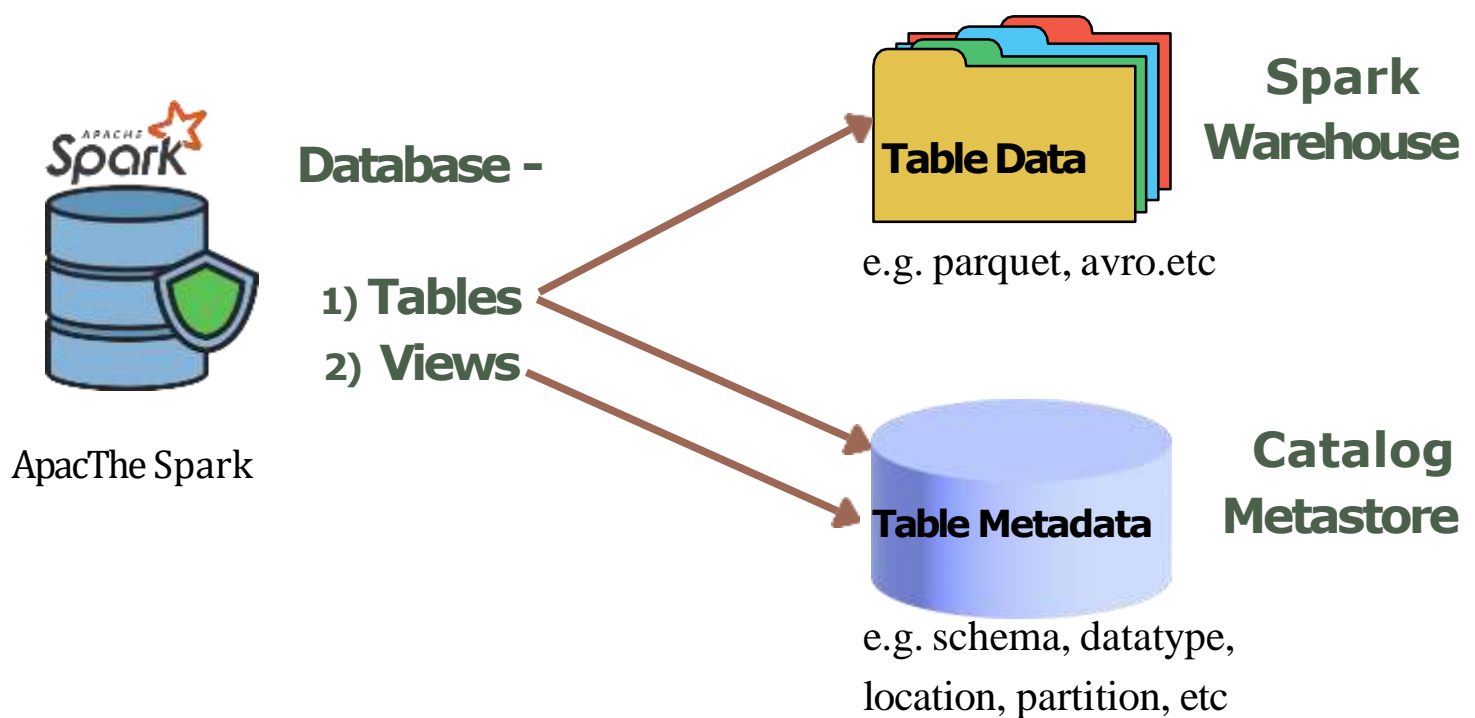 APACHE
Spark
Database -
1) Tables
2) Views
ApacThe Spark
Table Data
e.g. parquet, avro.etc
Spark
Warehouse
Table Metadata
e.g. schema, datatype,
location, partition, etc
Catalog
Metastore